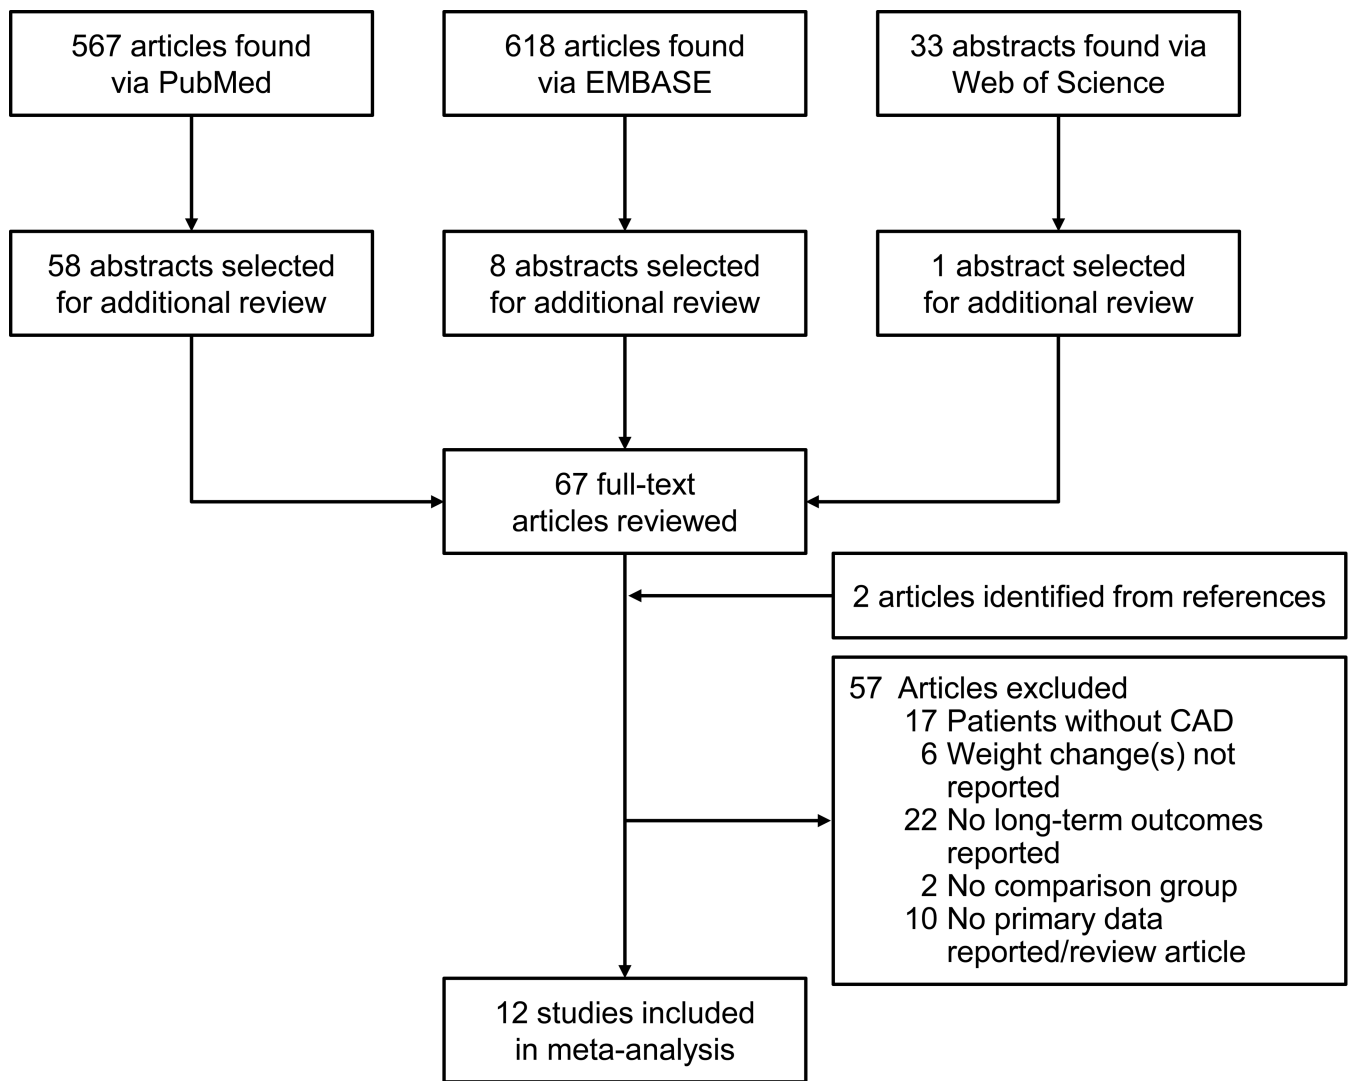 567 articles found
via PubMed
618 articles found
via EMBASE
33 abstracts found via
Web of Science
58 abstracts selected
for additional review
8 abstracts selected
for additional review
1 abstract selected
for additional review
67 full-text
articles reviewed
2 articles identified from references
57 Articles excluded
17 Patients without CAD
6 Weight change(s) not
reported
22 No long-term outcomes
reported
2 No comparison group
10 No primary data
reported/review article
12 studies included
in meta-analysis